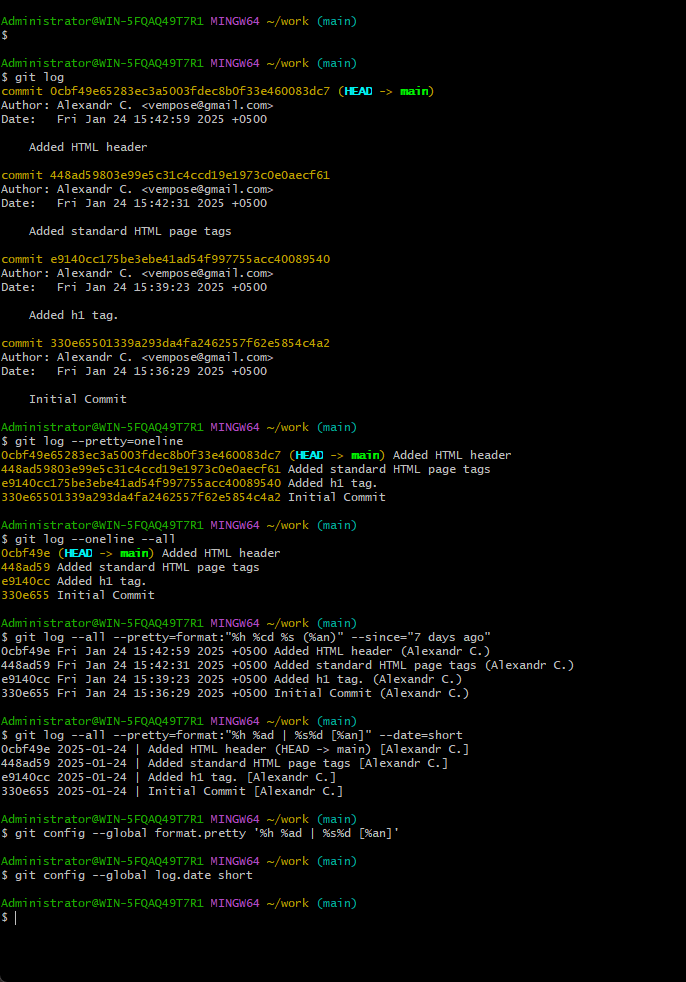 Administrator@WIN-5FQAQ49T7R1 MINGW64 ~/work (main)
$
Administrator@WIN-5FQAQ49T7R1 MINGW64 ~/work (main)
$ git log
commit 0cbf49e65283ec3a5003fdec8b0f33e460083dc7 (HEAD -> main)
Author: Alexandr C. <vempose@gmail.com>
Date:   Fri Jan 24 15:42:59 2025 +0500
    Added HTML header
commit 448ad59803e99e5c31c4ccd19e1973c0e0aecf61
Author: Alexandr C. <vempose@gmail.com>
Date:   Fri Jan 24 15:42:31 2025 +0500
    Added standard HTML page tags
commit e9140cc175be3ebe41ad54f997755acc40089540
Author: Alexandr C. <vempose@gmail.com>
Date:   Fri Jan 24 15:39:23 2025 +0500
    Added h1 tag.
commit 330e65501339a293da4fa2462557f62e5854c4a2
Author: Alexandr C. <vempose@gmail.com>
Date:   Fri Jan 24 15:36:29 2025 +0500
    Initial Commit
Administrator@WIN-5FQAQ49T7R1 MINGW64 ~/work (main)
$ git log --pretty=oneline
0cbf49e65283ec3a5003fdec8b0f33e460083dc7 (HEAD -> main) Added HTML header
448ad59803e99e5c31c4ccd19e1973c0e0aecf61 Added standard HTML page tags
e9140cc175be3ebe41ad54f997755acc40089540 Added h1 tag.
330e65501339a293da4fa2462557f62e5854c4a2 Initial Commit
Administrator@WIN-5FQAQ49T7R1 MINGW64 ~/work (main)
$ git log --oneline --all
0cbf49e (HEAD -> main) Added HTML header
448ad59 Added standard HTML page tags
e9140cc Added h1 tag.
330e655 Initial Commit
Administrator@WIN-5FQAQ49T7R1 MINGW64 ~/work (main)
$ git log --all --pretty=format:"%h %cd %s (%an)" --since="7 days ago"
0cbf49e Fri Jan 24 15:42:59 2025 +0500 Added HTML header (Alexandr C.)
448ad59 Fri Jan 24 15:42:31 2025 +0500 Added standard HTML page tags (Alexandr C.)
e9140cc Fri Jan 24 15:39:23 2025 +0500 Added h1 tag. (Alexandr C.)
330e655 Fri Jan 24 15:36:29 2025 +0500 Initial Commit (Alexandr C.)
Administrator@WIN-5FQAQ49T7R1 MINGW64 ~/work (main)
$ git log --all --pretty=format:"%h %ad | %s%d [%an]" --date=short
0cbf49e 2025-01-24 | Added HTML header (HEAD -> main) [Alexandr C.]
448ad59 2025-01-24 | Added standard HTML page tags [Alexandr C.]
e9140cc 2025-01-24 | Added h1 tag. [Alexandr C.]
330e655 2025-01-24 | Initial Commit [Alexandr C.]
Administrator@WIN-5FQAQ49T7R1 MINGW64 ~/work (main)
$ git config --global format.pretty '%h %ad | %s%d [%an]'
Administrator@WIN-5FQAQ49T7R1 MINGW64 ~/work (main)
$ git config --global log.date short
Administrator@WIN-5FQAQ49T7R1 MINGW64 ~/work (main)
$